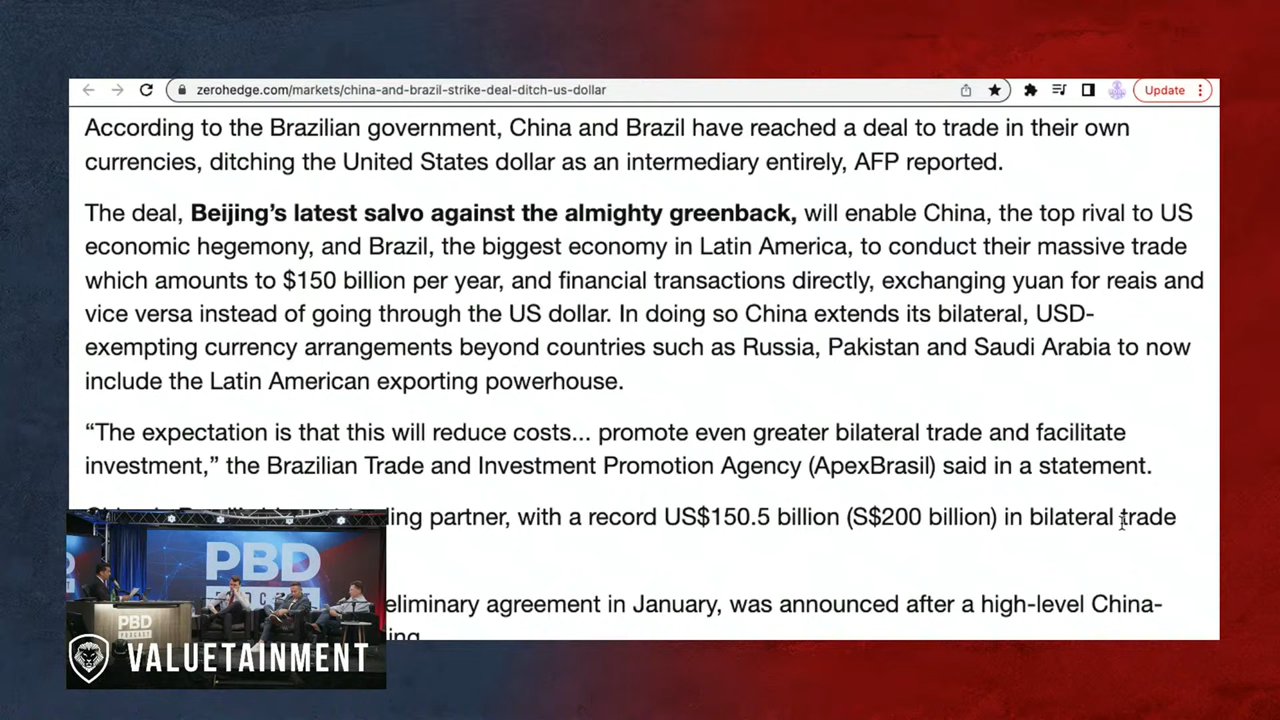 zerohedge.com/markets/china-and-brazil-strike-deal-ditch-us-dollar
Update
According to the Brazilian government, China and Brazil have reached a deal to trade in their own
currencies, ditching the United States dollar as an intermediary entirely, AFP reported.
The deal, Beijing’s latest salvo against the almighty greenback, will enable China, the top rival to US
economic hegemony, and Brazil, the biggest economy in Latin America, to conduct their massive trade
which amounts to $150 billion per year, and financial transactions directly, exchanging yuan for reais and
vice versa instead of going through the US dollar. In doing so China extends its bilateral, USD-
exempting currency arrangements beyond countries such as Russia, Pakistan and Saudi Arabia to now
include the Latin American exporting powerhouse.
“The expectation is that this will reduce costs... promote even greater bilateral trade and facilitate
investment,” the Brazilian Trade and Investment Promotion Agency (ApexBrasil) said in a statement.
ding partner, with a record US$150.5 billion (S$200 billion) in bilateral trade
eliminary agreement in January, was announced after a high-level China-
PBD
PODCAST
PBD
PODCAST
VALUETAINMENT